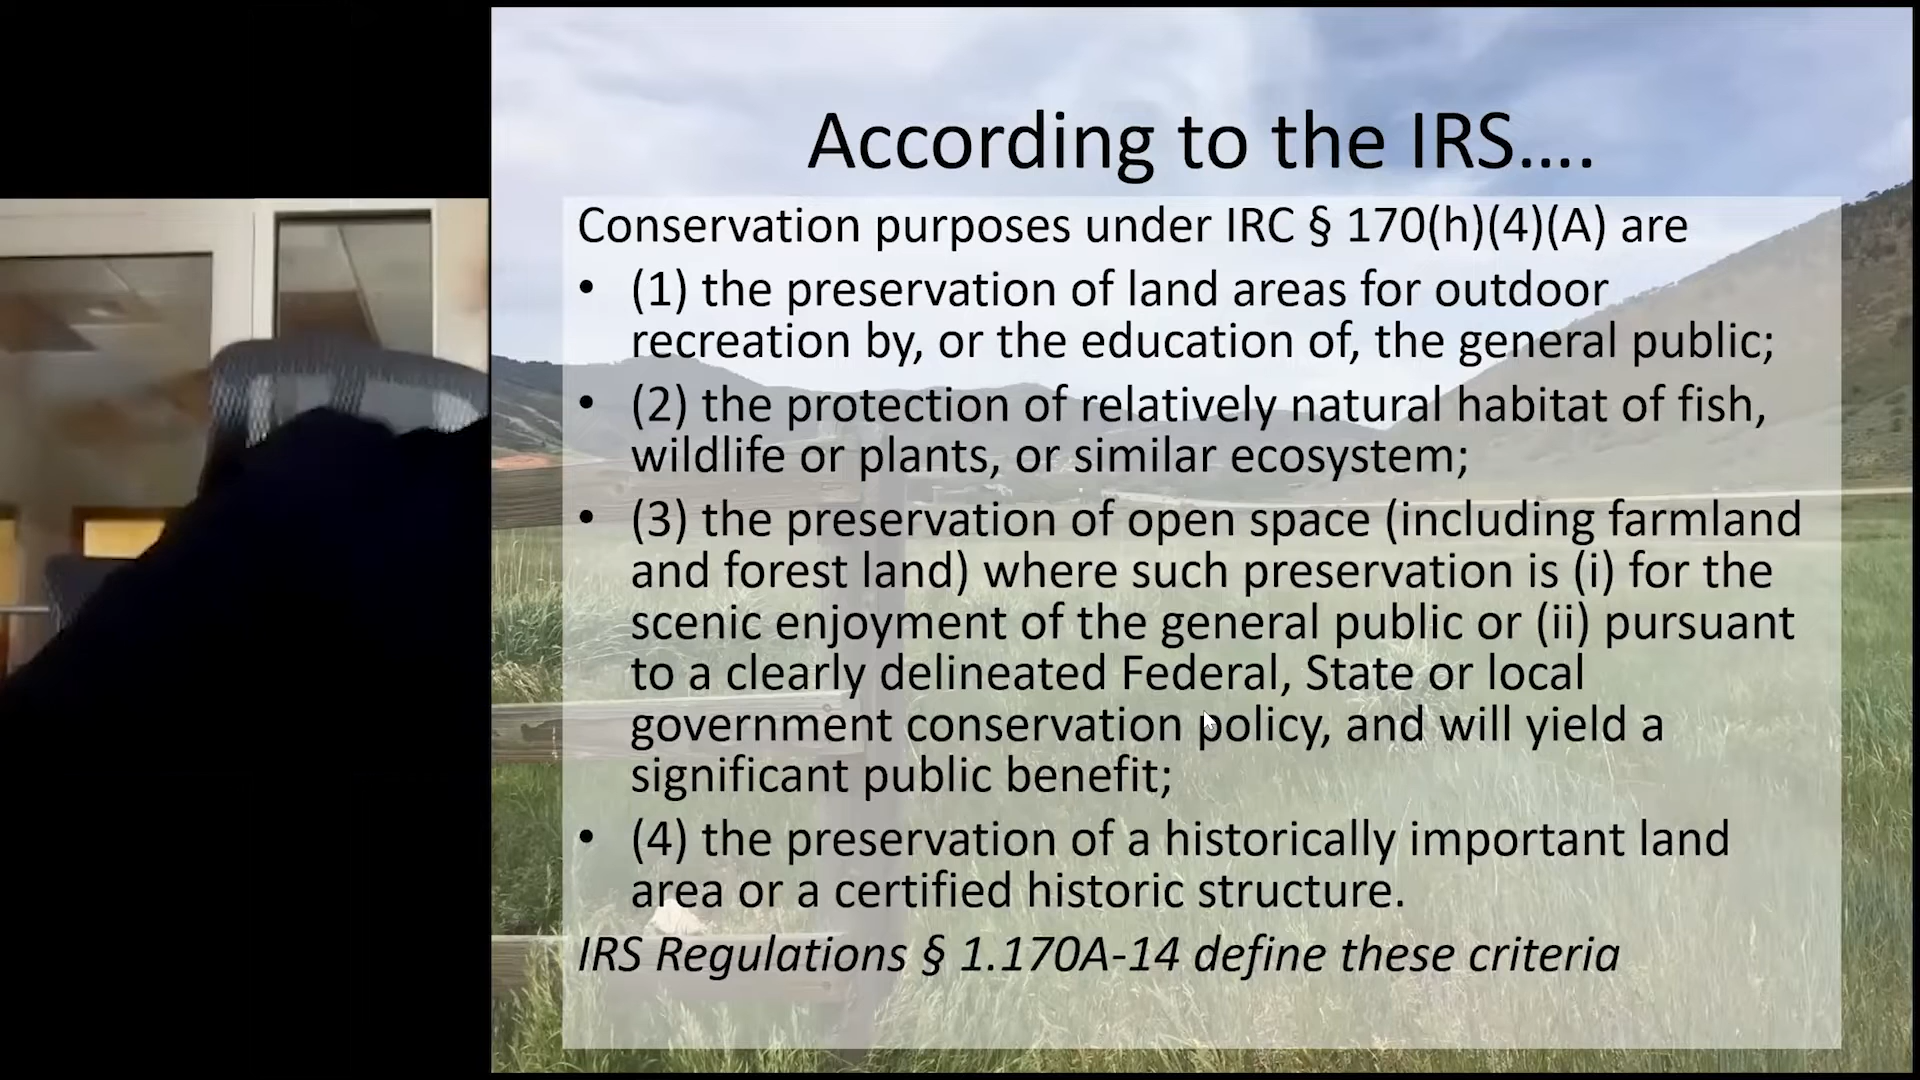 According to the IRS....
Conservation purposes under IRC § 170(h)(4)(A) are
• (1) the preservation of land areas for outdoor
recreation by, or the education of, the general public;
• (2) the protection of relatively natural habitat of fish,
wildlife or plants, or similar ecosystem;
• (3) the preservation of open space (including farmland
and forest land) where such preservation is (i) for the
scenic enjoyment of the general public or (ii) pursuant
to a clearly delineated Federal, State or local
government conservation policy, and will yield a
significant public benefit;
• (4) the preservation of a historically important land
area or a certified historic structure.
IRS Regulations § 1.170A-14 define these criteria